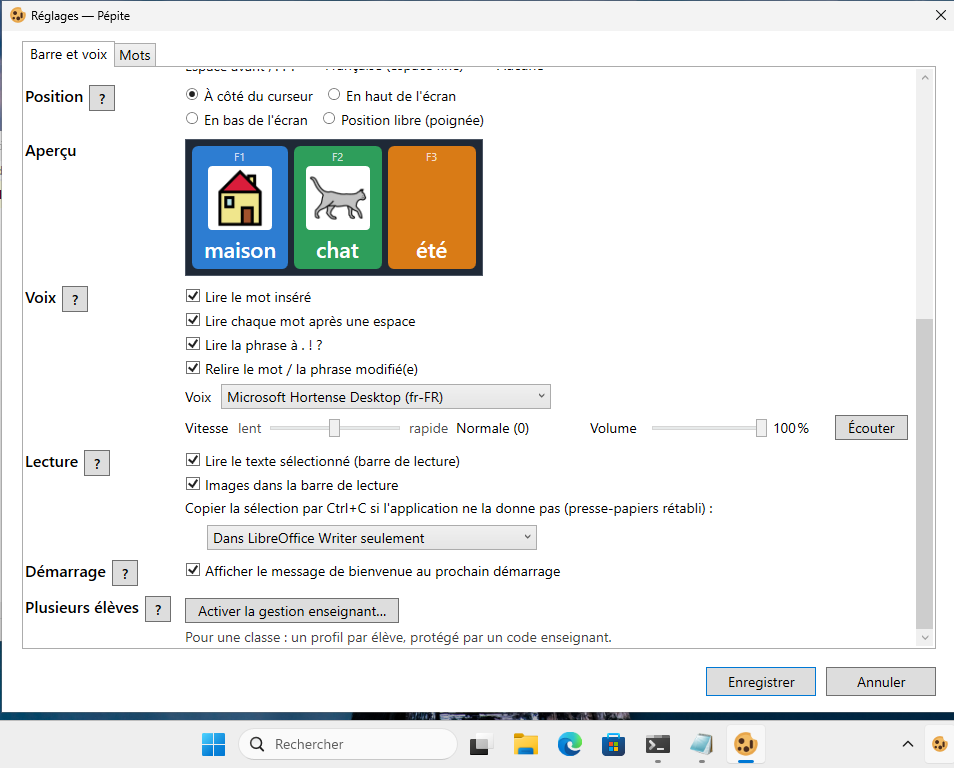 Réglages — Pépite
Barre et voix
Mots
Position ?
À côté du curseur
En haut de l'écran
En bas de l'écran
Position libre (poignée)
Aperçu
F1
F2
F3
maison
chat
été
Voix ?
Lire le mot inséré
Lire chaque mot après une espace
Lire la phrase à . ! ?
Relire le mot / la phrase modifié(e)
Voix Microsoft Hortense Desktop (fr-FR)
Vitesse lent rapide Normale (0) Volume 100 % Écouter
Lecture ?
Lire le texte sélectionné (barre de lecture)
Images dans la barre de lecture
Copier la sélection par Ctrl+C si l'application ne la donne pas (presse-papiers rétabli) :
Dans LibreOffice Writer seulement
Démarrage ?
Afficher le message de bienvenue au prochain démarrage
Plusieurs élèves ?
Activer la gestion enseignant...
Pour une classe : un profil par élève, protégé par un code enseignant.
Enregistrer
Annuler
Rechercher